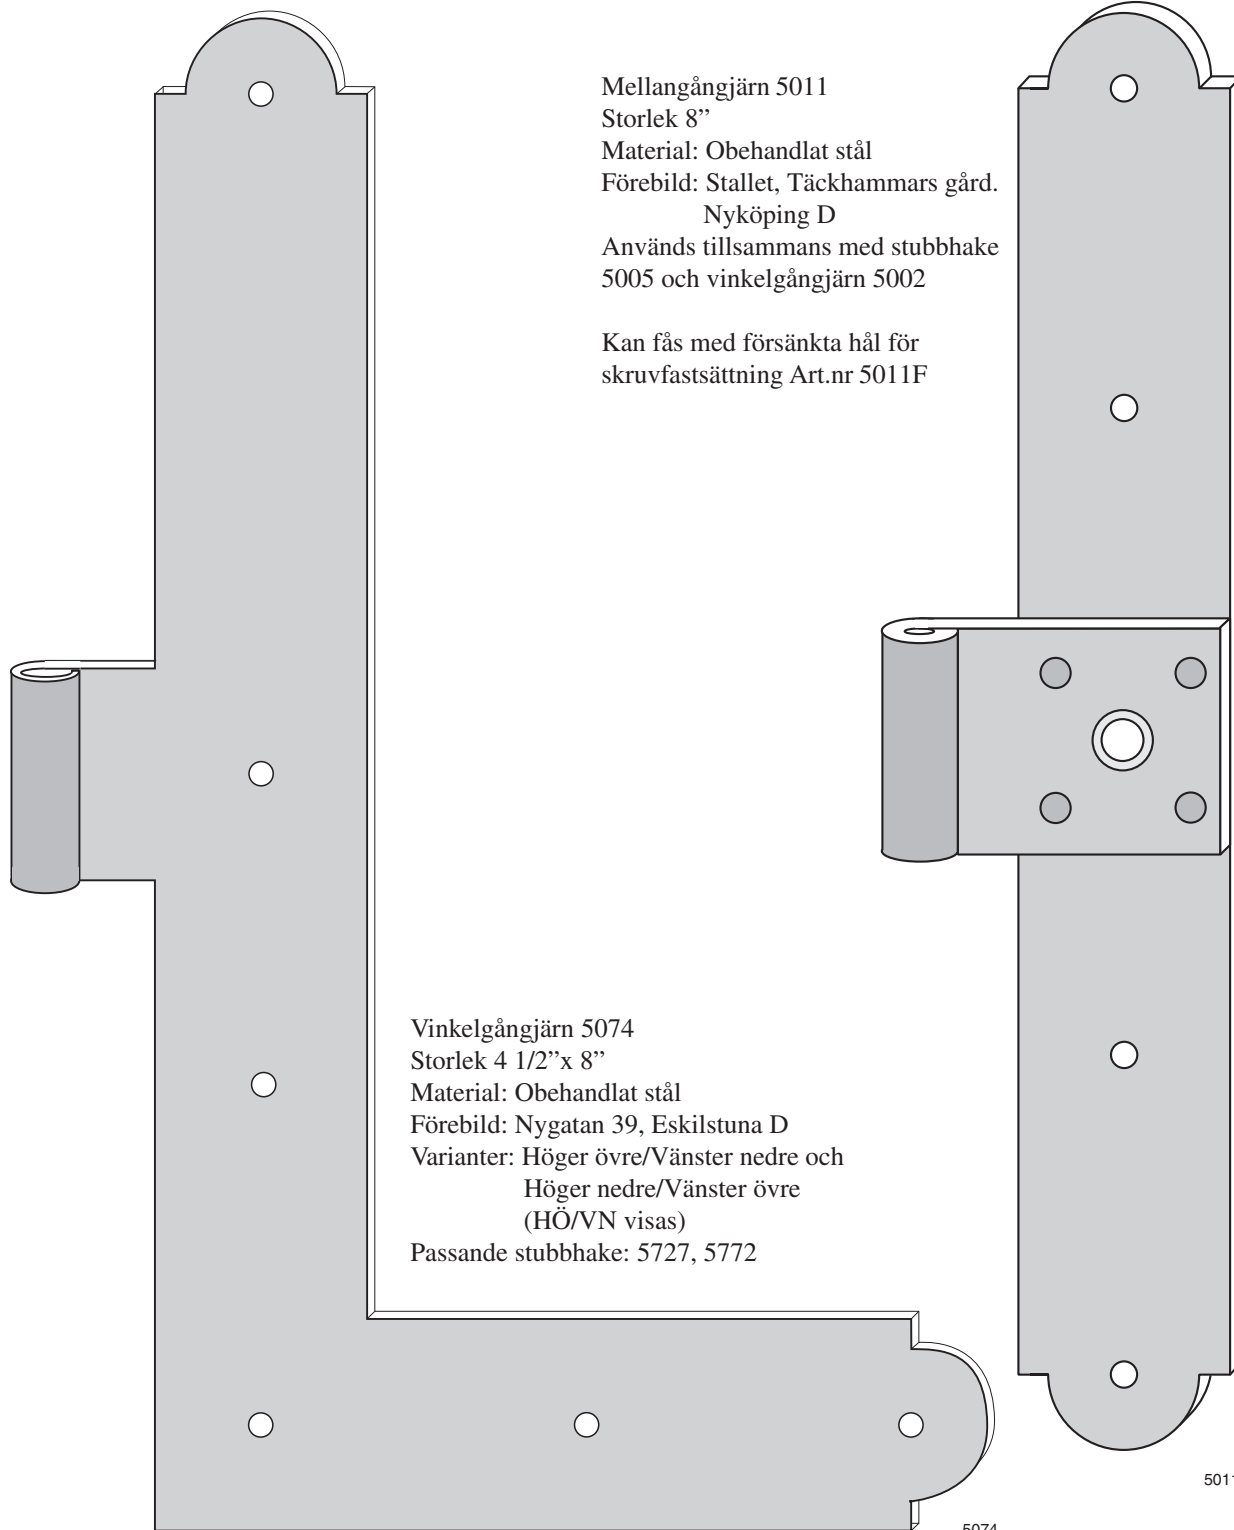 Mellangångjärn 5011
Storlek 8”
Material: Obehandlat stål
Förebild: Stallet, Täckhammars gård.
Nyköping D
Används tillsammans med stubbhake
5005 och vinkelgångjärn 5002
Kan fås med försänkta hål för
skruvfastsättning Art.nr 5011F
Vinkelgångjärn 5074
Storlek 4 1/2”x 8”
Material: Obehandlat stål
Förebild: Nygatan 39, Eskilstuna D
Varianter: Höger övre/Vänster nedre och
Höger nedre/Vänster övre
(HÖ/VN visas)
Passande stubbhake: 5727, 5772
5011
5074